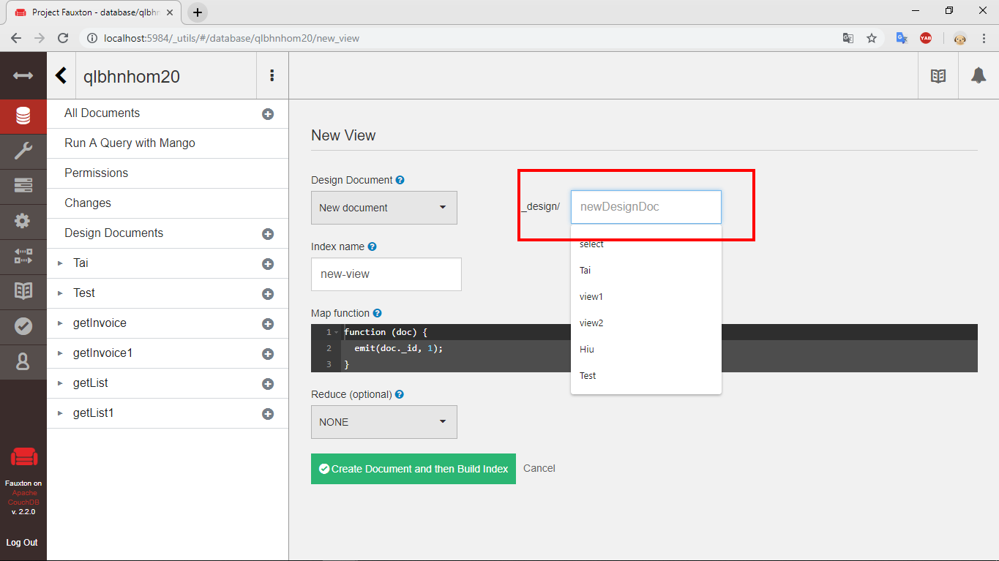 Project Fauxton - database/qlbhn
localhost:5984/_utils/#/database/qlbhnhom20/new_view
YAB
qlbhnhom20
All Documents
Run A Query with Mango
Permissions
Changes
Design Documents
Tai
Test
getInvoice
getInvoice1
getList
getList1
Fauxton on
Apache
CouchDB
v. 2.2.0
Log Out
New View
Design Document
New document
_design/
newDesignDoc
select
Tai
view1
view2
Hiu
Test
Index name
new-view
Map function
1 function (doc) {
2 emit(doc._id, 1);
3 }
Reduce (optional)
NONE
Create Document and then Build Index
Cancel